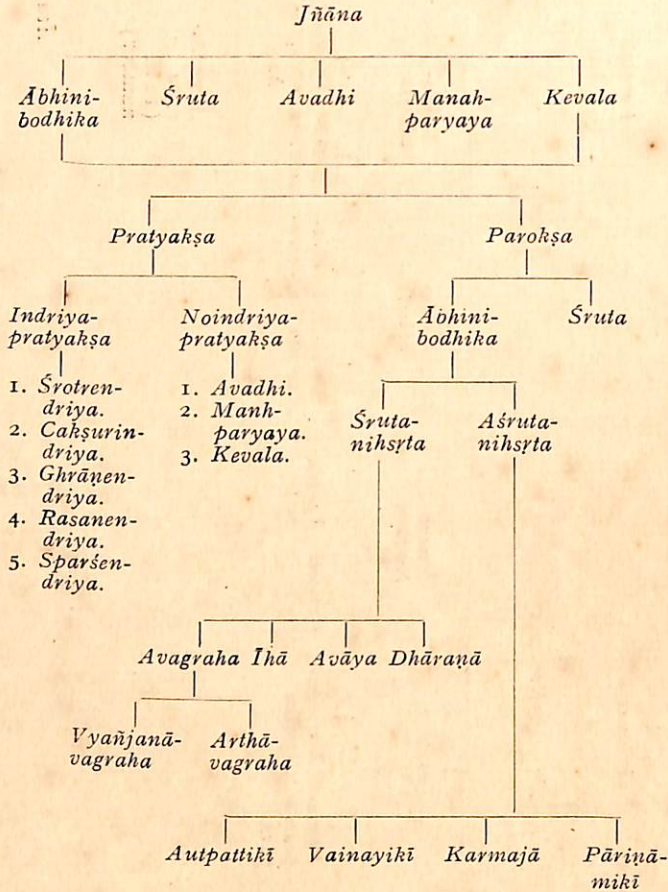 Jñāna
Ābhini- Śruta Avadhi Manah- Kevala
bodhika paryaya
Pratyakṣa Parokṣa
Indriya- Noindriya- Ābhini- Śruta
pratyakṣa pratyakṣa bodhika
1. Śrotren-
driya.
2. Cakṣurin-
driya.
3. Ghrāṇen-
driya.
4. Rasanen-
driya.
5. Sparśen-
driya.
1. Avadhi.
2. Manh-
paryaya.
3. Kevala.
Śruta- Aśruta-
nihsṛta nihsṛta
Avagraha Īhā Avāya Dhāraṇā
Vyañjanā- Arthā-
vagraha vagraha
Autpattikī Vainayikī Karmajā Pāriṇā-
mikī